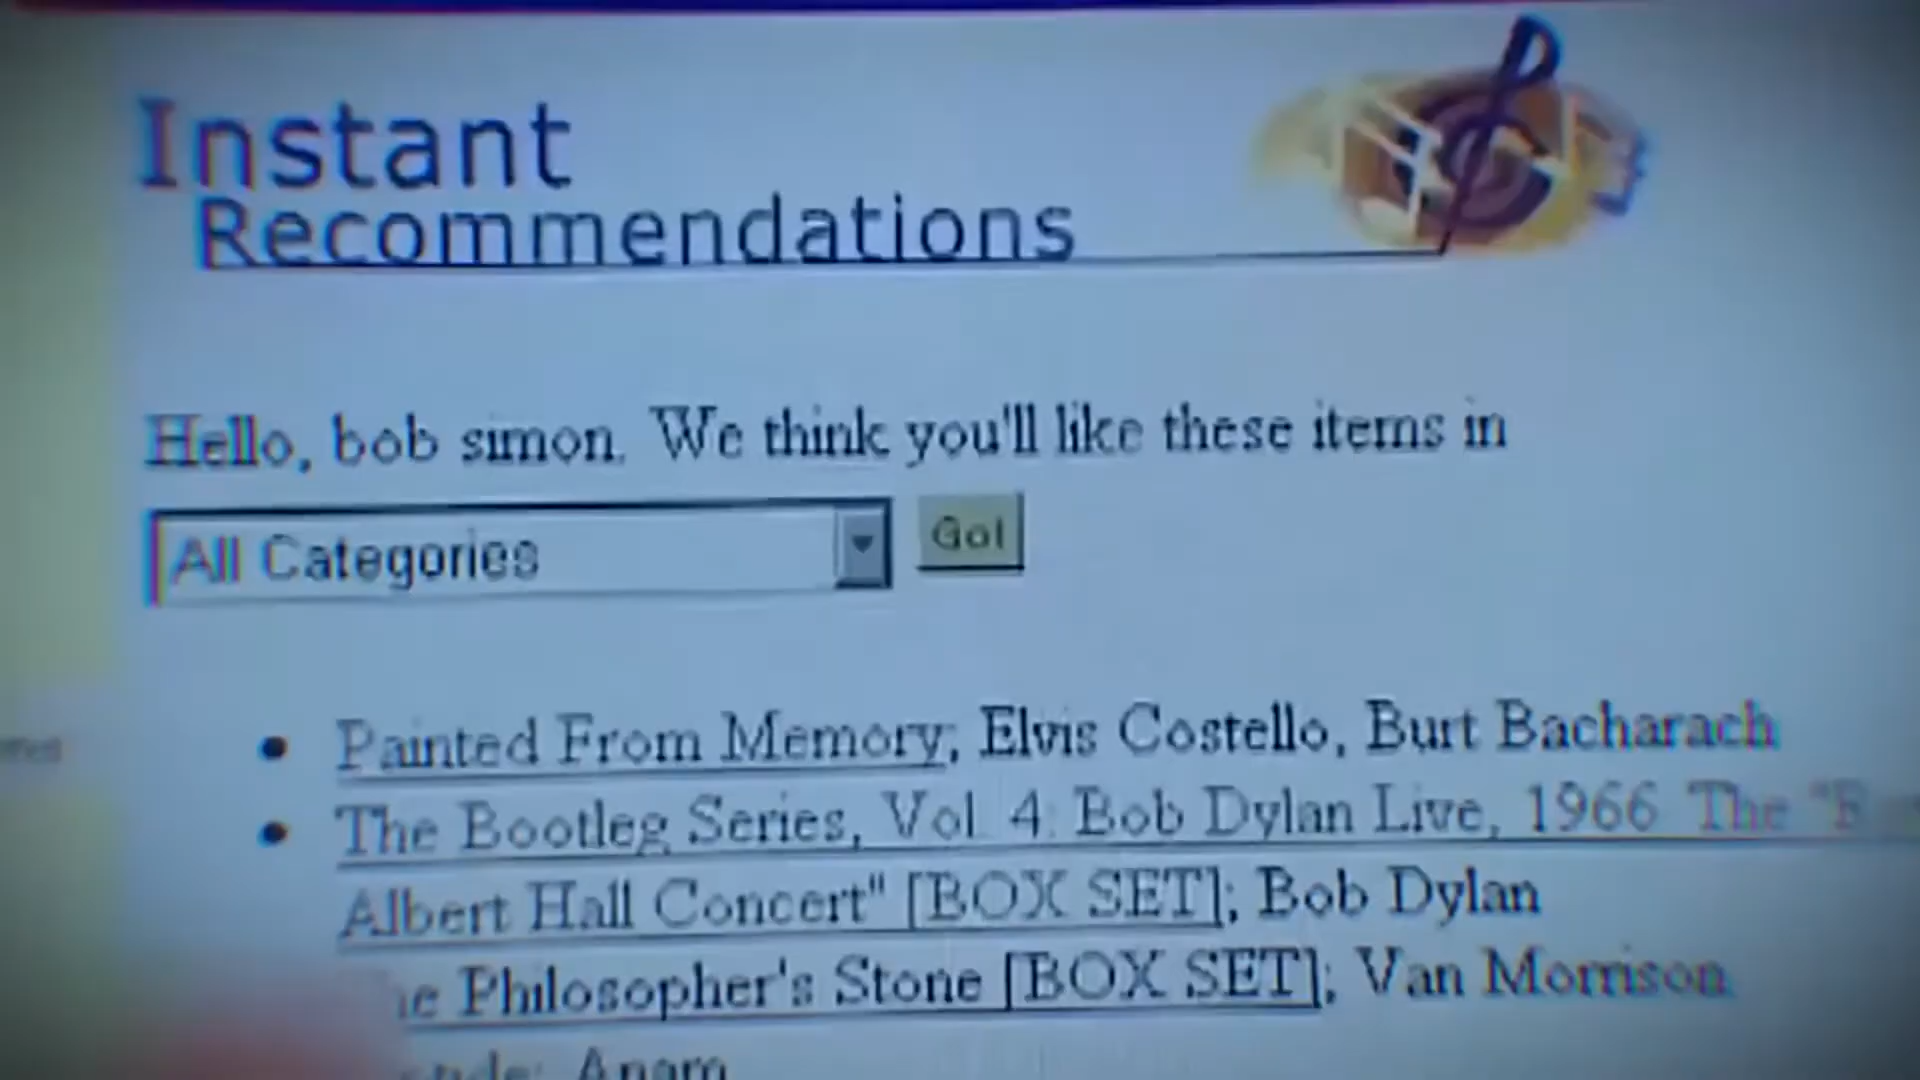 Instant
Recommendations
Hello, bob simon. We think you'll like these items in
All Categories
Go!
Painted From Memory; Elvis Costello, Burt Bacharach
The Bootleg Series, Vol. 4: Bob Dylan Live, 1966 The
Albert Hall Concert" [BOX SET]; Bob Dylan
Philosopher's Stone [BOX SET]; Van Morrison
Anam